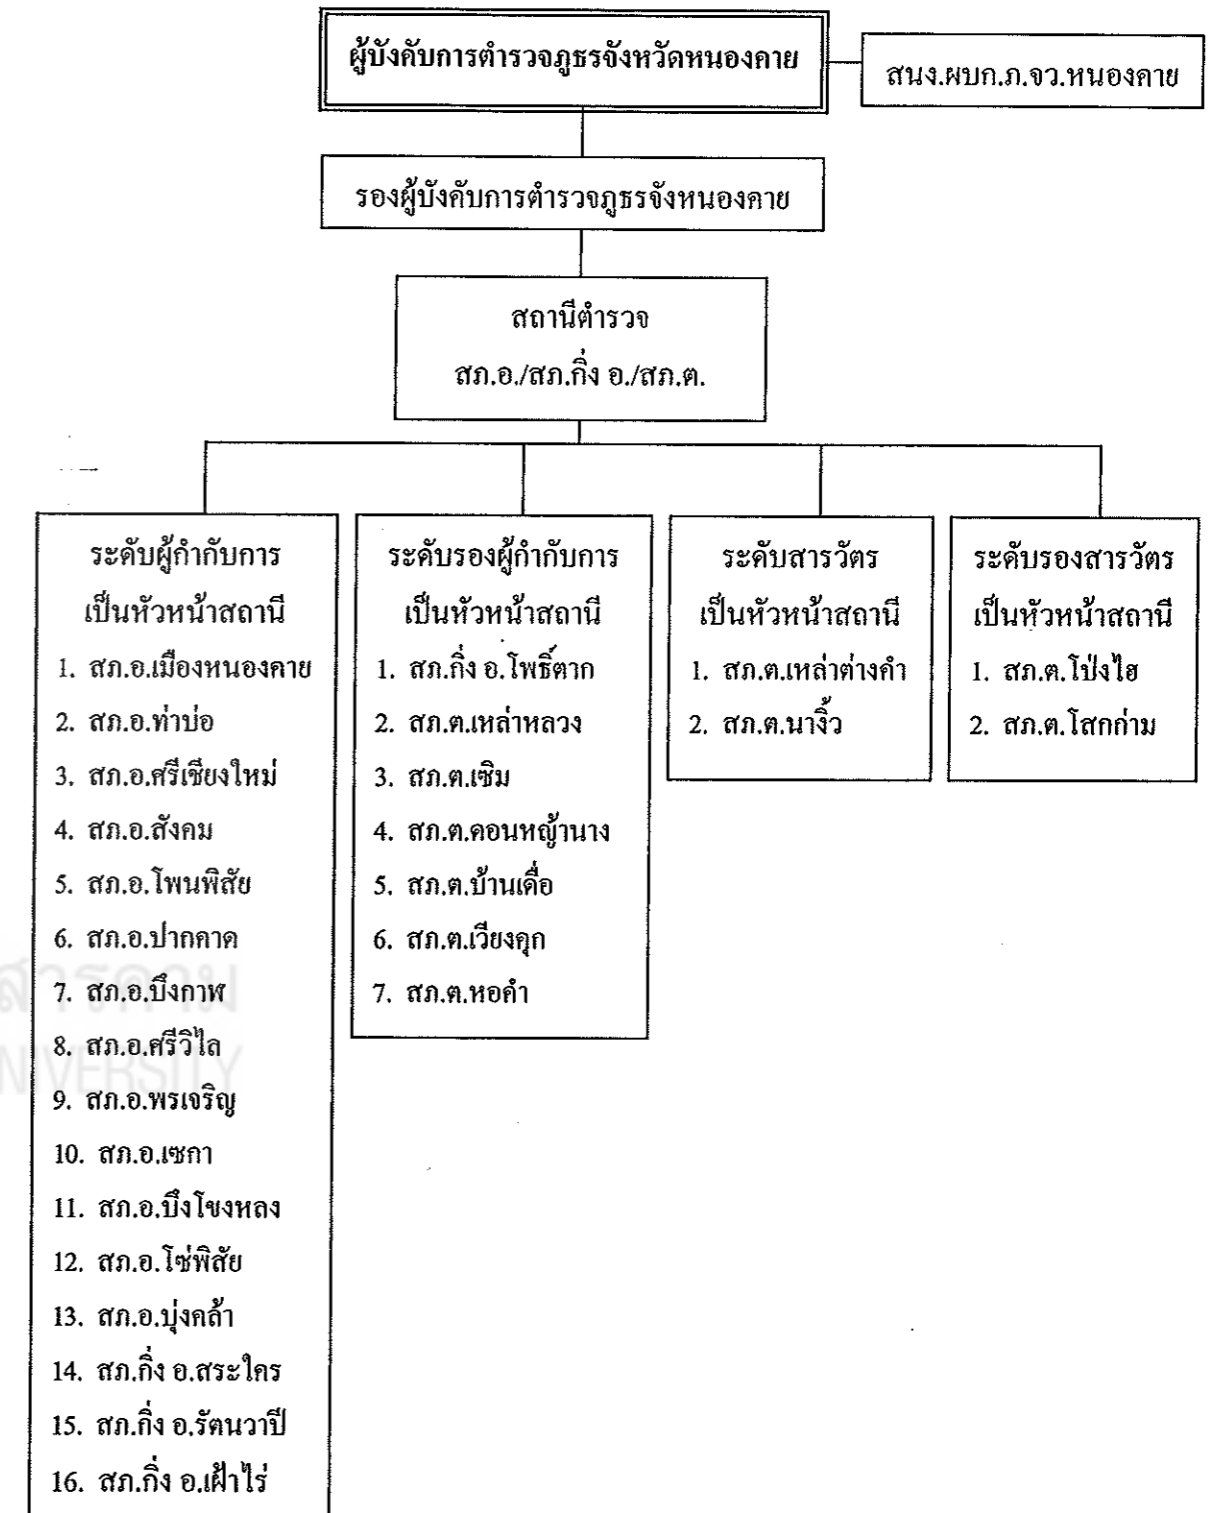 ผู้บังคับการตำรวจภูธรจังหวัดหนองคาย
สนง.ผบก.ภ.จว.หนองคาย
รองผู้บังคับการตำรวจภูธรจังหนองคาย
สถานีตำรวจ
สภ.อ./สภ.กิ่ง อ./สภ.ต.
ระดับผู้กำกับการ
เป็นหัวหน้าสถานี
1. สภ.อ.เมืองหนองคาย
2. สภ.อ.ท่าบ่อ
3. สภ.อ.ศรีเชียงใหม่
4. สภ.อ.สังคม
5. สภ.อ.โพนพิสัย
6. สภ.อ.ปากคาด
7. สภ.อ.บึงกาฬ
8. สภ.อ.ศรีวิไล
9. สภ.อ.พรเจริญ
10. สภ.อ.เซกา
11. สภ.อ.บึงโขงหลง
12. สภ.อ.โซ่พิสัย
13. สภ.อ.บุ่งคล้า
14. สภ.กิ่ง อ.สระใคร
15. สภ.กิ่ง อ.รัตนวาปี
16. สภ.กิ่ง อ.เฝ้าไร่
ระดับรองผู้กำกับการ
เป็นหัวหน้าสถานี
1. สภ.กิ่ง อ.โพธิ์ตาก
2. สภ.ต.เหล่าหลวง
3. สภ.ต.เซิม
4. สภ.ต.ดอนหญ้านาง
5. สภ.ต.บ้านเดื่อ
6. สภ.ต.เวียงคุก
7. สภ.ต.หอคำ
ระดับสารวัตร
เป็นหัวหน้าสถานี
1. สภ.ต.เหล่าต่างคำ
2. สภ.ต.นางิ้ว
ระดับรองสารวัตร
เป็นหัวหน้าสถานี
1. สภ.ต.โป่งไฮ
2. สภ.ต.โสกก่าม
สารคาม
NIVERSITY